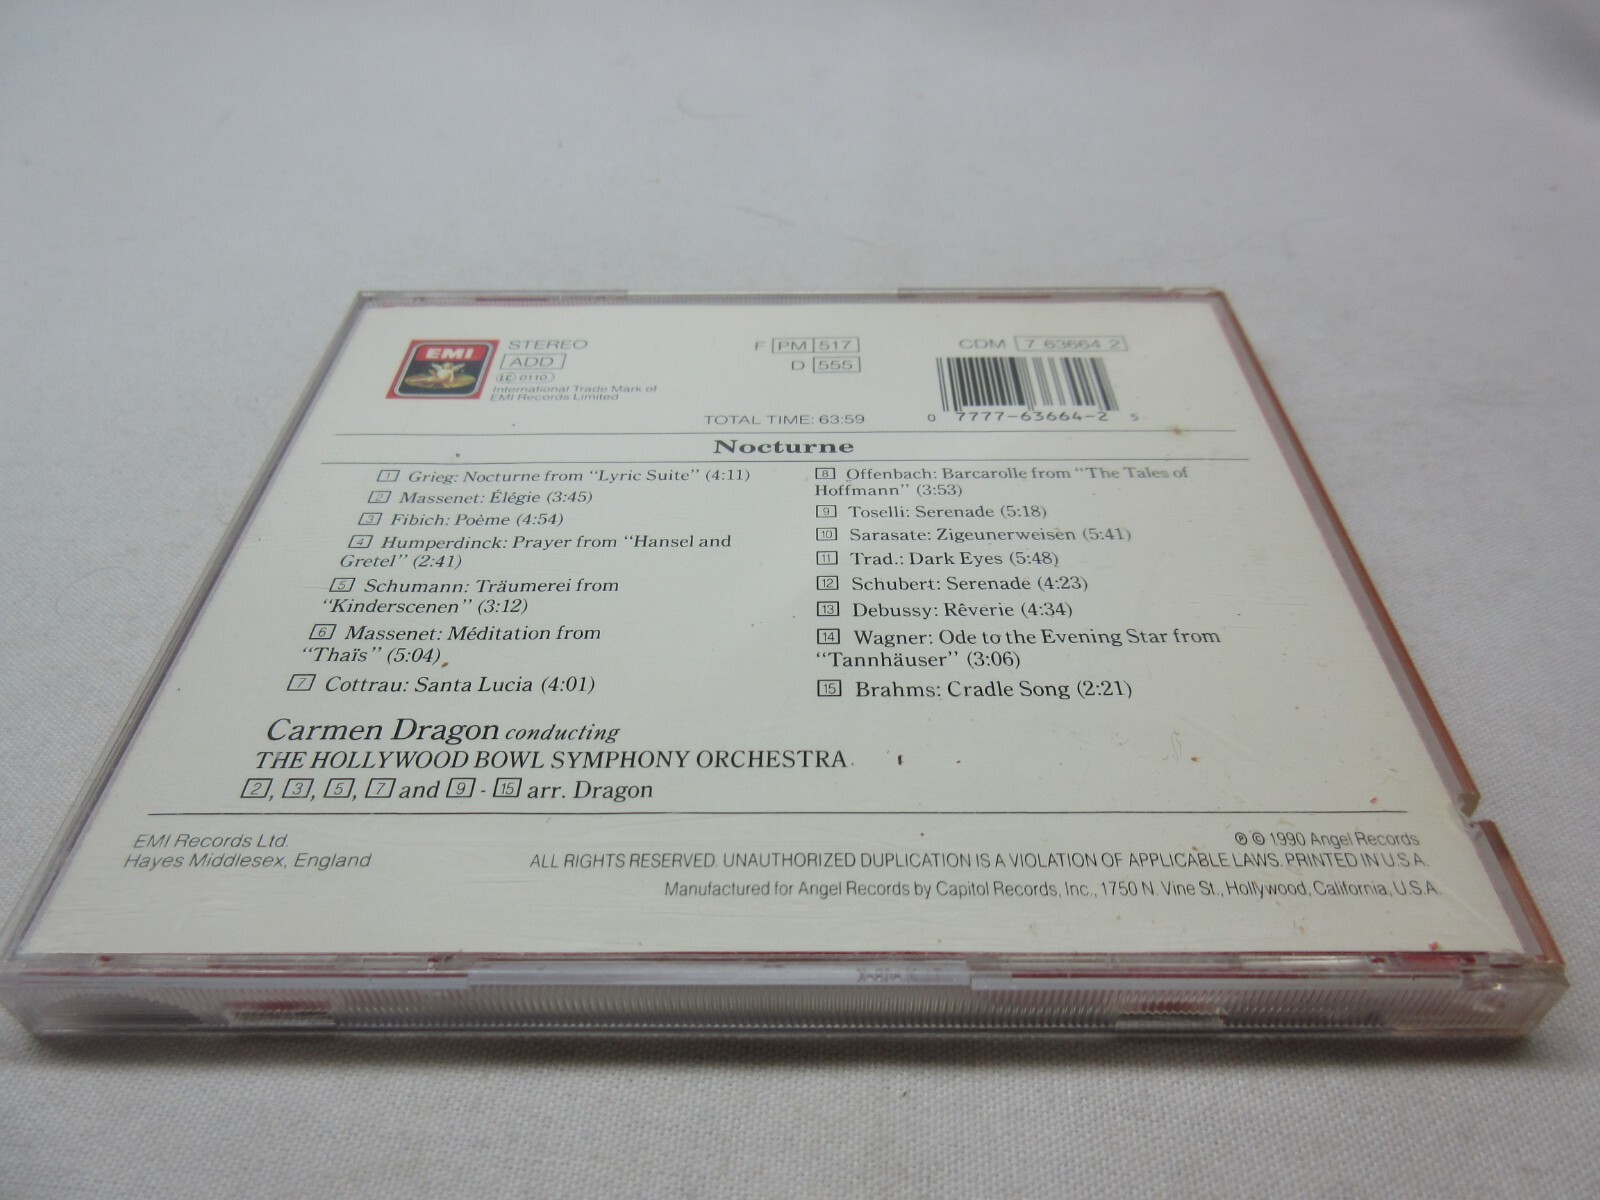 EMI
STEREO
ADD
LC 0110
International Trade Mark of
EMI Records Limited
F PM 517
D 555
CDM 7 63664 2
0 7777-63664-2 5
TOTAL TIME: 63:59
Nocturne
1 Grieg: Nocturne from "Lyric Suite" (4:11)
2 Massenet: Élégie (3:45)
3 Fibich: Poème (4:54)
4 Humperdinck: Prayer from "Hansel and
Gretel" (2:41)
5 Schumann: Träumerei from
"Kinderscenen" (3:12)
6 Massenet: Méditation from
"Thaïs" (5:04)
7 Cottrau: Santa Lucia (4:01)
8 Offenbach: Barcarolle from "The Tales of
Hoffmann" (3:53)
9 Toselli: Serenade (5:18)
10 Sarasate: Zigeunerweisen (5:41)
11 Trad.: Dark Eyes (5:48)
12 Schubert: Serenade (4:23)
13 Debussy: Rêverie (4:34)
14 Wagner: Ode to the Evening Star from
"Tannhäuser" (3:06)
15 Brahms: Cradle Song (2:21)
Carmen Dragon conducting
THE HOLLYWOOD BOWL SYMPHONY ORCHESTRA
2, 3, 5, 7 and 9 - 15 arr. Dragon
EMI Records Ltd.
Hayes Middlesex, England
℗ © 1990 Angel Records
ALL RIGHTS RESERVED. UNAUTHORIZED DUPLICATION IS A VIOLATION OF APPLICABLE LAWS. PRINTED IN U.S.A.
Manufactured for Angel Records by Capitol Records, Inc., 1750 N. Vine St., Hollywood, California, U.S.A.